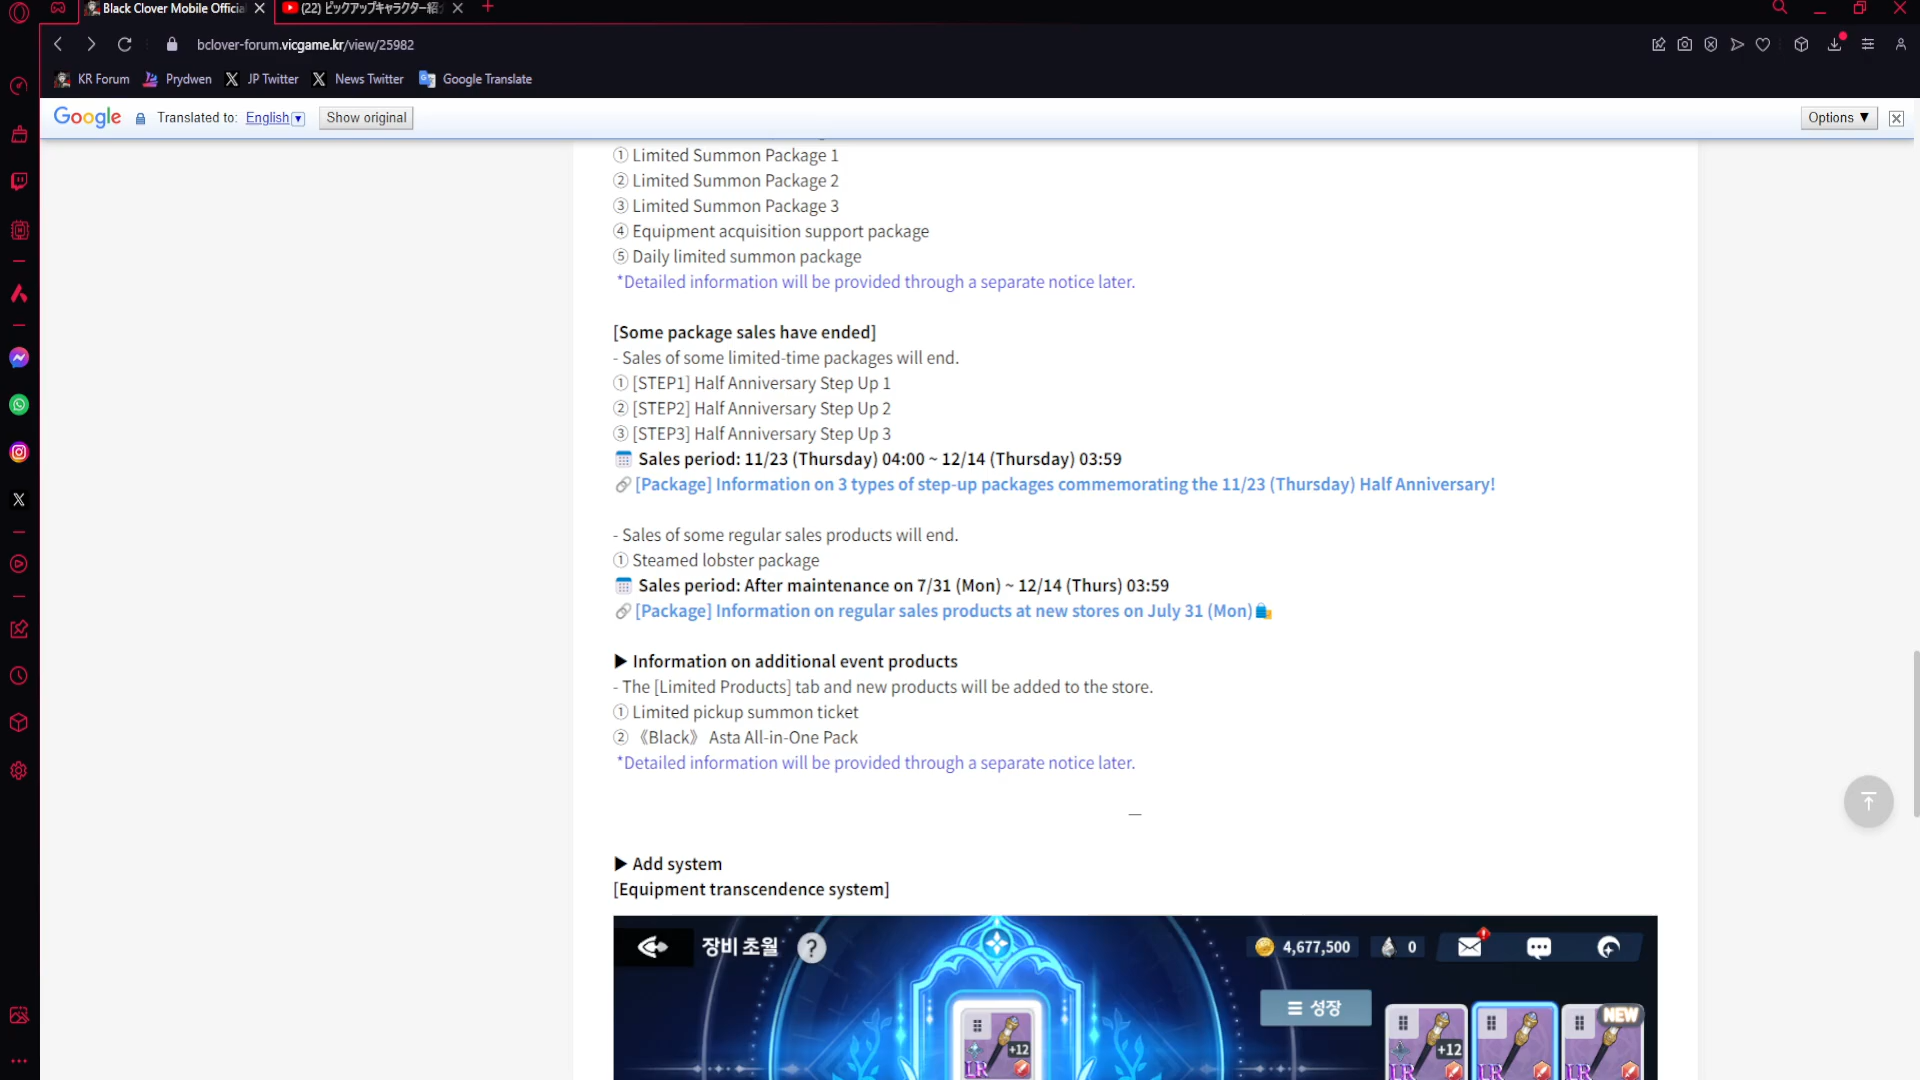 Black Clover Mobile Officia
(22) ピックアップキャラクター紹
bclover-forum.vicgame.kr/view/25982
KR Forum
Prydwen
JP Twitter
News Twitter
Google Translate
Google Translated to: English ▼ Show original
Options ▼
① Limited Summon Package 1
② Limited Summon Package 2
③ Limited Summon Package 3
④ Equipment acquisition support package
⑤ Daily limited summon package
*Detailed information will be provided through a separate notice later.
[Some package sales have ended]
- Sales of some limited-time packages will end.
① [STEP1] Half Anniversary Step Up 1
② [STEP2] Half Anniversary Step Up 2
③ [STEP3] Half Anniversary Step Up 3
Sales period: 11/23 (Thursday) 04:00 ~ 12/14 (Thursday) 03:59
[Package] Information on 3 types of step-up packages commemorating the 11/23 (Thursday) Half Anniversary!
- Sales of some regular sales products will end.
① Steamed lobster package
Sales period: After maintenance on 7/31 (Mon) ~ 12/14 (Thurs) 03:59
[Package] Information on regular sales products at new stores on July 31 (Mon)
▶ Information on additional event products
- The [Limited Products] tab and new products will be added to the store.
① Limited pickup summon ticket
② 《Black》 Asta All-in-One Pack
*Detailed information will be provided through a separate notice later.
—
▶ Add system
[Equipment transcendence system]
장비 초월 ?
4,677,500
0
성장
NEW
+12
LR
+12
LR
LR
LR